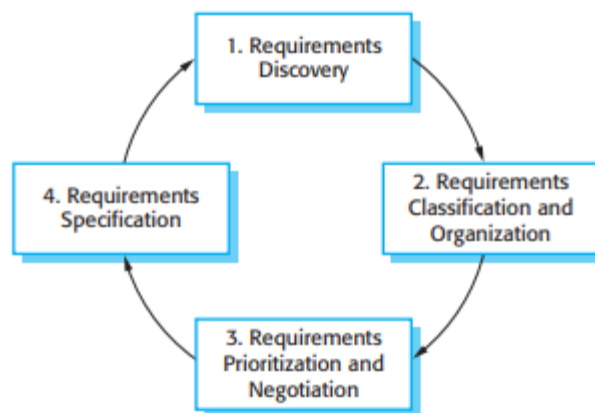 1. Requirements
Discovery
2. Requirements
Classification and
Organization
3. Requirements
Prioritization and
Negotiation
4. Requirements
Specification